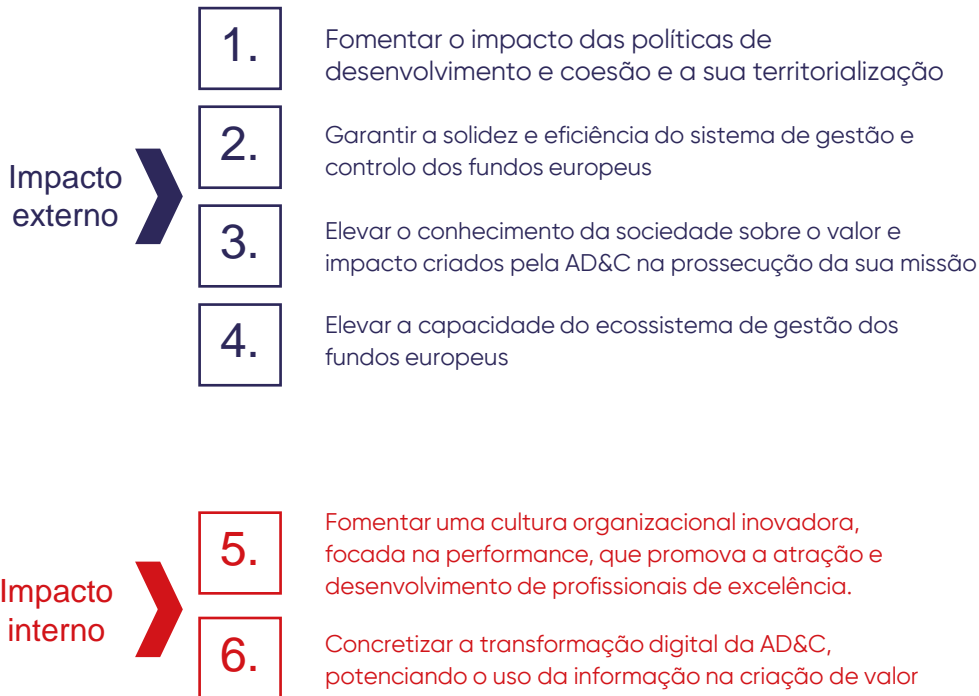 1.
Fomentar o impacto das políticas de
desenvolvimento e coesão e a sua territorialização
2.
Garantir a solidez e eficiência do sistema de gestão e
controlo dos fundos europeus
Impacto
externo
3.
Elevar o conhecimento da sociedade sobre o valor e
impacto criados pela AD&C na prossecução da sua missão
4.
Elevar a capacidade do ecossistema de gestão dos
fundos europeus
5.
Fomentar uma cultura organizacional inovadora,
focada na performance, que promova a atração e
desenvolvimento de profissionais de excelência.
Impacto
interno
6.
Concretizar a transformação digital da AD&C,
potenciando o uso da informação na criação de valor